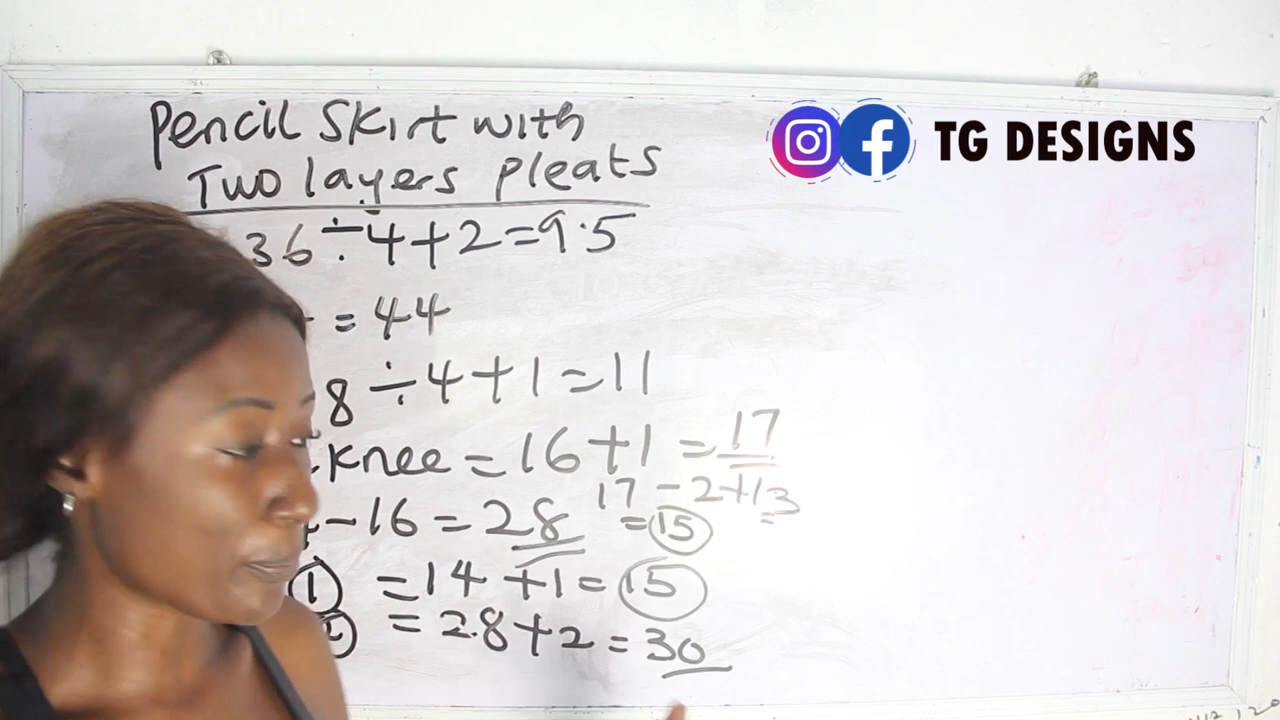 Pencil Skirt with
Two layers pleats
TG DESIGNS
36÷4+2=9.5
= 44
8÷4+1=11
knee = 16+1 = 17
17 - 2+13
- 16 = 28
= 15
1 = 14 +1= 15
= 28+2= 30